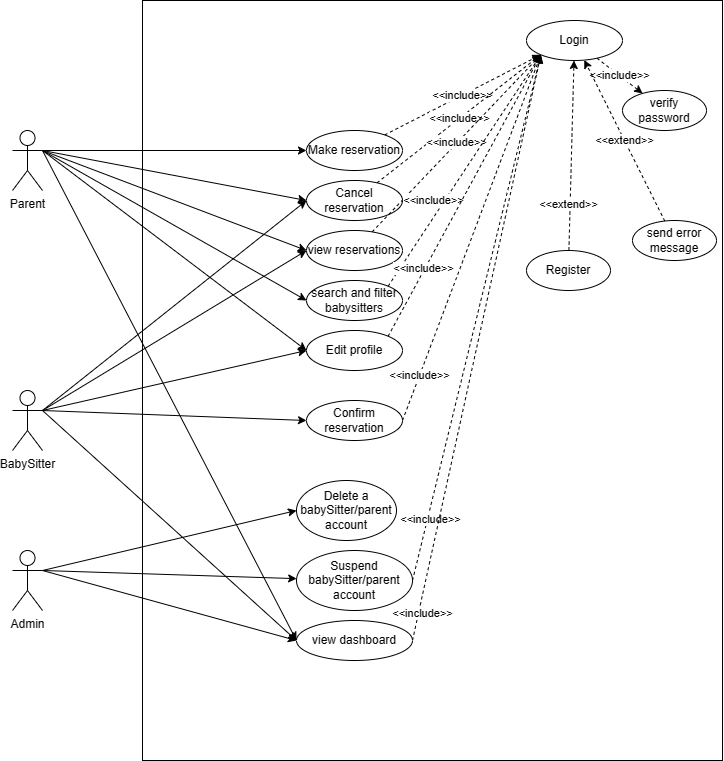 Login
<<include>>
verify
password
<<include>>
<<include>>
Make reservation
<<include>>
<<extend>>
Parent
Cancel
reservation
<<include>>
<<extend>>
send error
message
view reservations
<<include>>
Register
search and filter
babysitters
Edit profile
<<include>>
BabySitter
Confirm
reservation
Delete a
babySitter/parent
account
<<include>>
Suspend
babySitter/parent
account
Admin
<<include>>
view dashboard